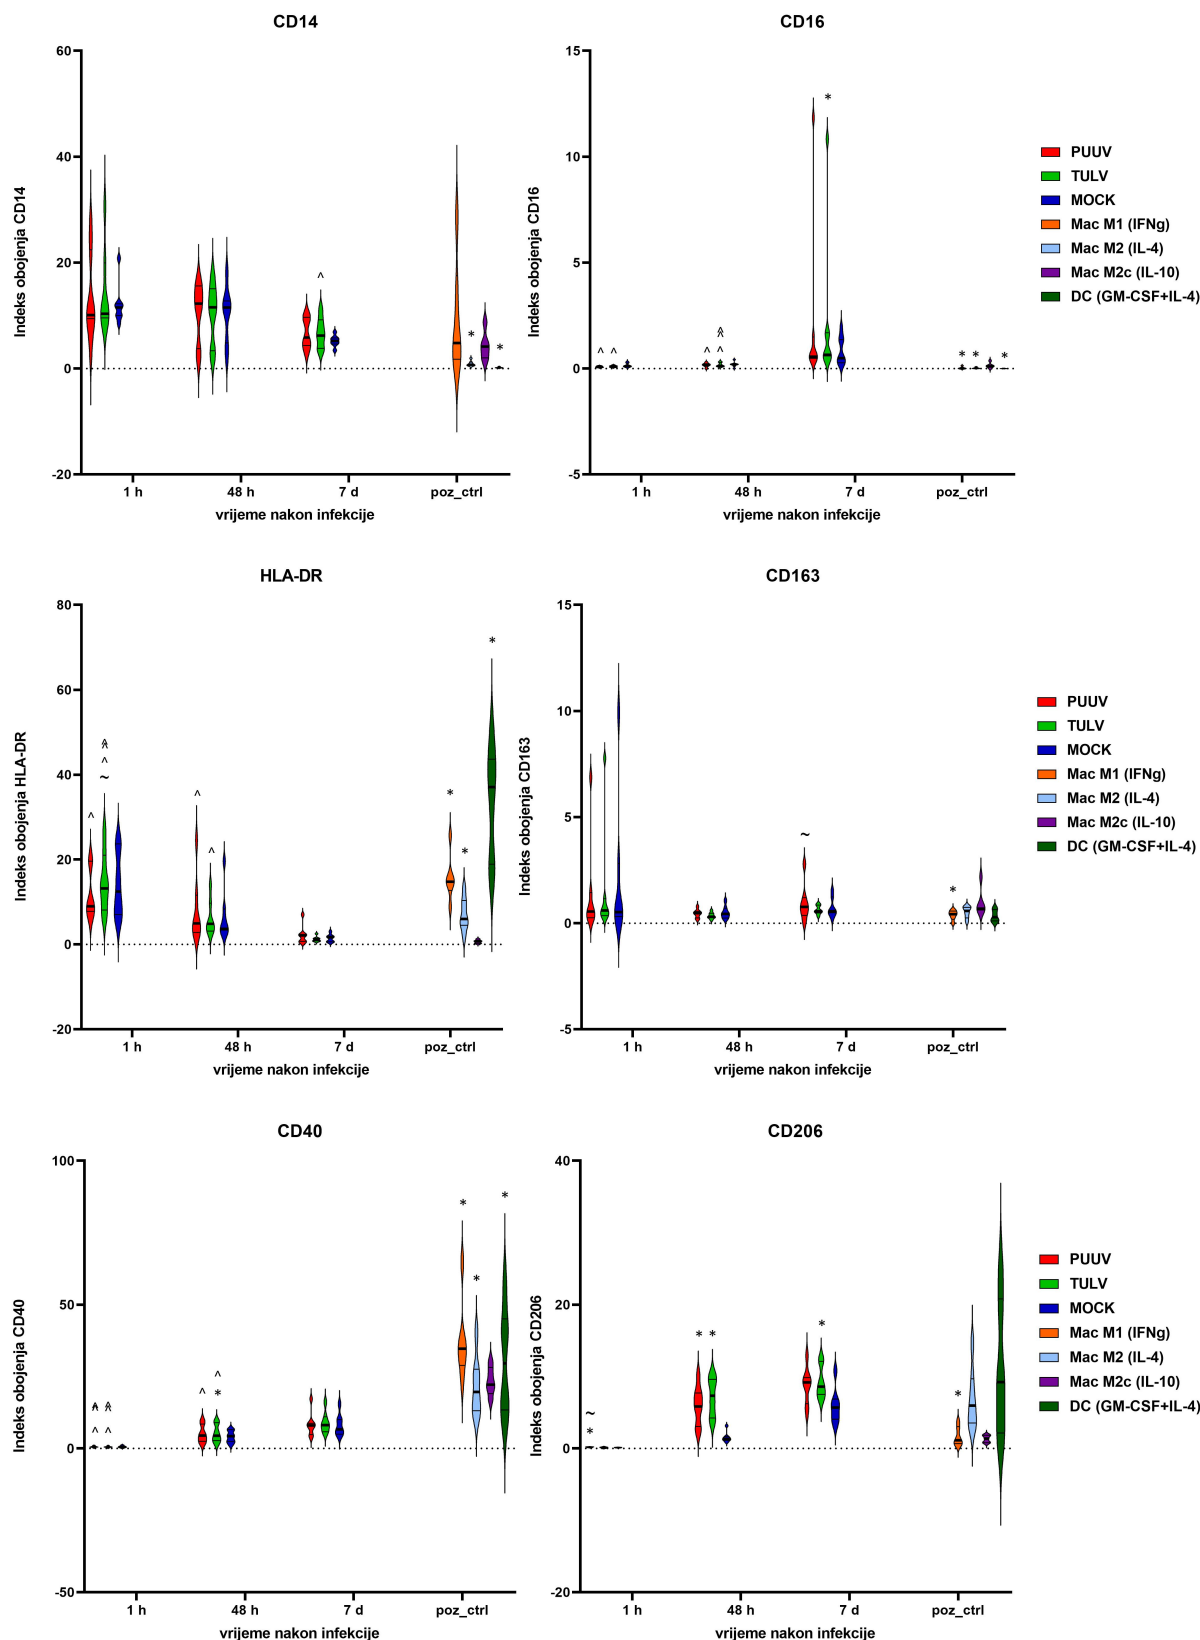 CD14
60
40
20
0
-20
Indeks obojenja CD14
^
*
*
1 h
48 h
7 d
poz_ctrl
vrijeme nakon infekcije
CD16
15
10
5
0
-5
Indeks obojenja CD16
^ ^
^ ^
^
^
*
* *
*
1 h
48 h
7 d
poz_ctrl
vrijeme nakon infekcije
PUUV
TULV
MOCK
Mac M1 (IFNg)
Mac M2 (IL-4)
Mac M2c (IL-10)
DC (GM-CSF+IL-4)
HLA-DR
80
60
40
20
0
-20
Indeks obojenja HLA-DR
^
^
^
^
~
^
^
*
*
*
1 h
48 h
7 d
poz_ctrl
vrijeme nakon infekcije
CD163
15
10
5
0
-5
Indeks obojenja CD163
~
*
1 h
48 h
7 d
poz_ctrl
vrijeme nakon infekcije
PUUV
TULV
MOCK
Mac M1 (IFNg)
Mac M2 (IL-4)
Mac M2c (IL-10)
DC (GM-CSF+IL-4)
CD40
100
50
0
-50
Indeks obojenja CD40
^ ^
^ ^
^ ^
^
^
*
*
*
*
1 h
48 h
7 d
poz_ctrl
vrijeme nakon infekcije
CD206
40
20
0
-20
Indeks obojenja CD206
~
*
* *
*
*
1 h
48 h
7 d
poz_ctrl
vrijeme nakon infekcije
PUUV
TULV
MOCK
Mac M1 (IFNg)
Mac M2 (IL-4)
Mac M2c (IL-10)
DC (GM-CSF+IL-4)